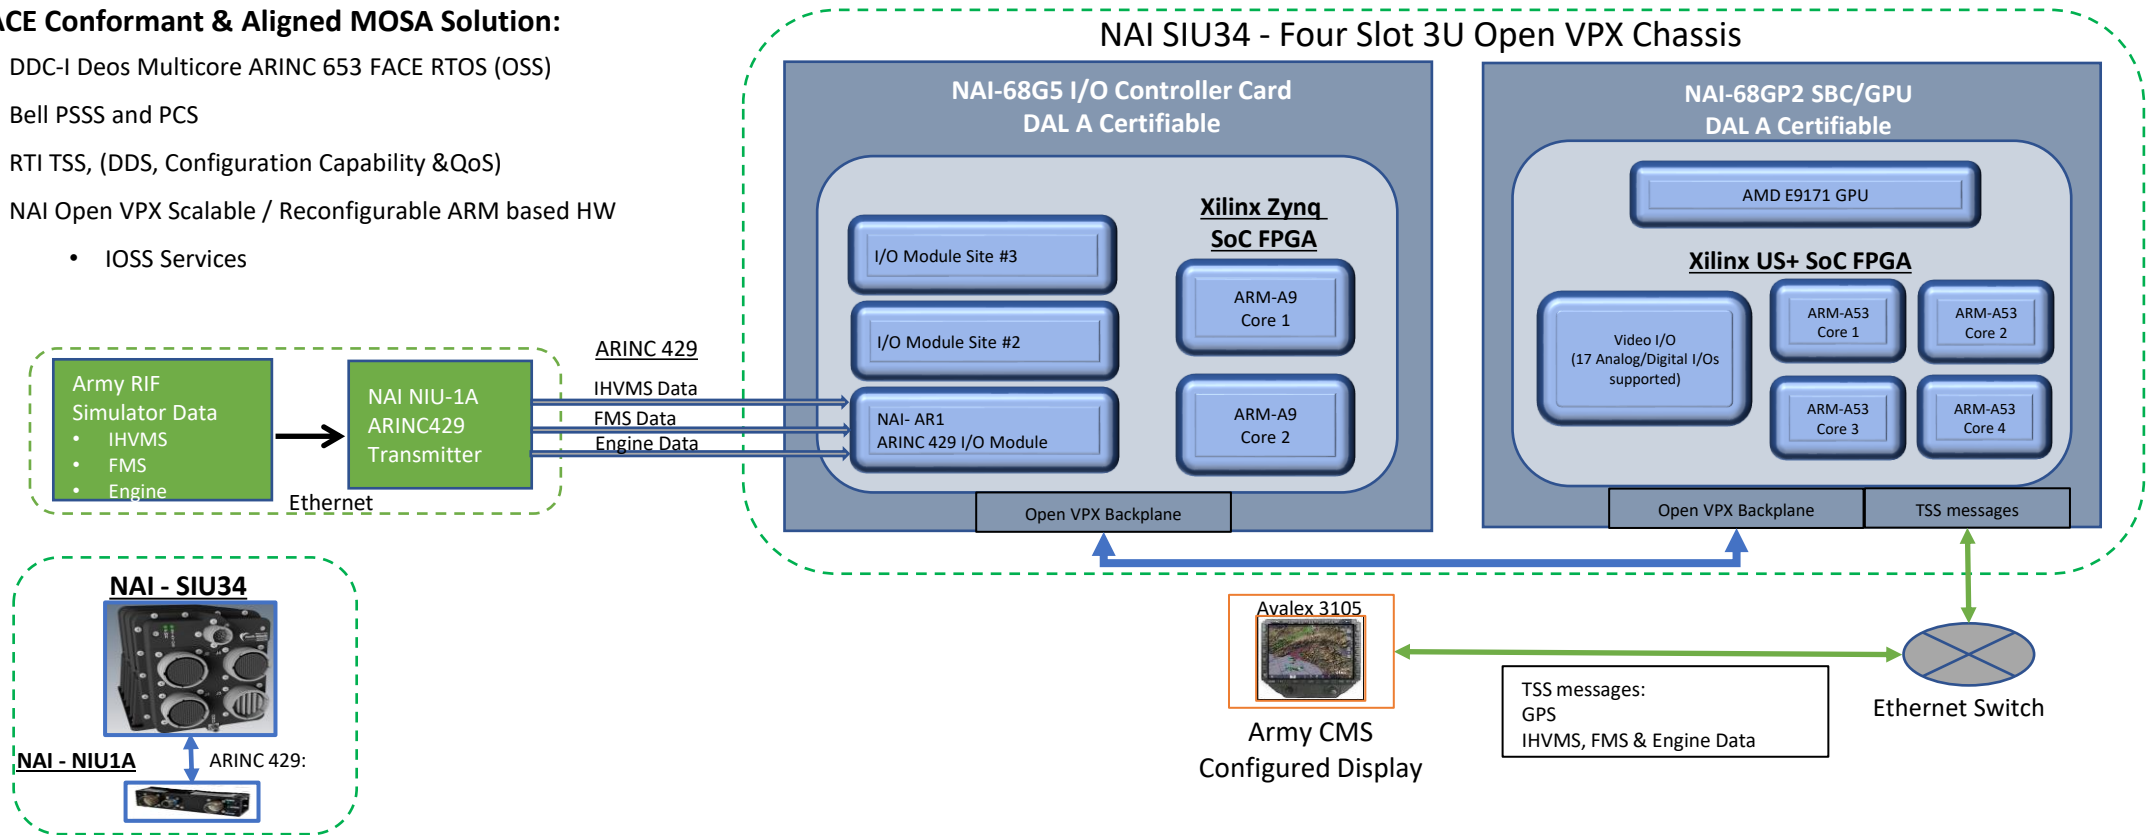 ACE Conformant & Aligned MOSA Solution:
DDC-I Deos Multicore ARINC 653 FACE RTOS (OSS)
Bell PSSS and PCS
RTI TSS, (DDS, Configuration Capability &QoS)
NAI Open VPX Scalable / Reconfigurable ARM based HW
• IOSS Services
NAI SIU34 - Four Slot 3U Open VPX Chassis
NAI-68G5 I/O Controller Card
DAL A Certifiable
I/O Module Site #3
I/O Module Site #2
NAI- AR1
ARINC 429 I/O Module
Xilinx Zynq
SoC FPGA
ARM-A9
Core 1
ARM-A9
Core 2
Open VPX Backplane
NAI-68GP2 SBC/GPU
DAL A Certifiable
AMD E9171 GPU
Xilinx US+ SoC FPGA
Video I/O
(17 Analog/Digital I/Os
supported)
ARM-A53
Core 1
ARM-A53
Core 2
ARM-A53
Core 3
ARM-A53
Core 4
Open VPX Backplane
TSS messages
Army RIF
Simulator Data
• IHVMS
• FMS
• Engine
Ethernet
NAI NIU-1A
ARINC429
Transmitter
ARINC 429
IHVMS Data
FMS Data
Engine Data
NAI - SIU34
NAI - NIU1A
ARINC 429:
Avalex 3105
Army CMS
Configured Display
TSS messages:
GPS
IHVMS, FMS & Engine Data
Ethernet Switch